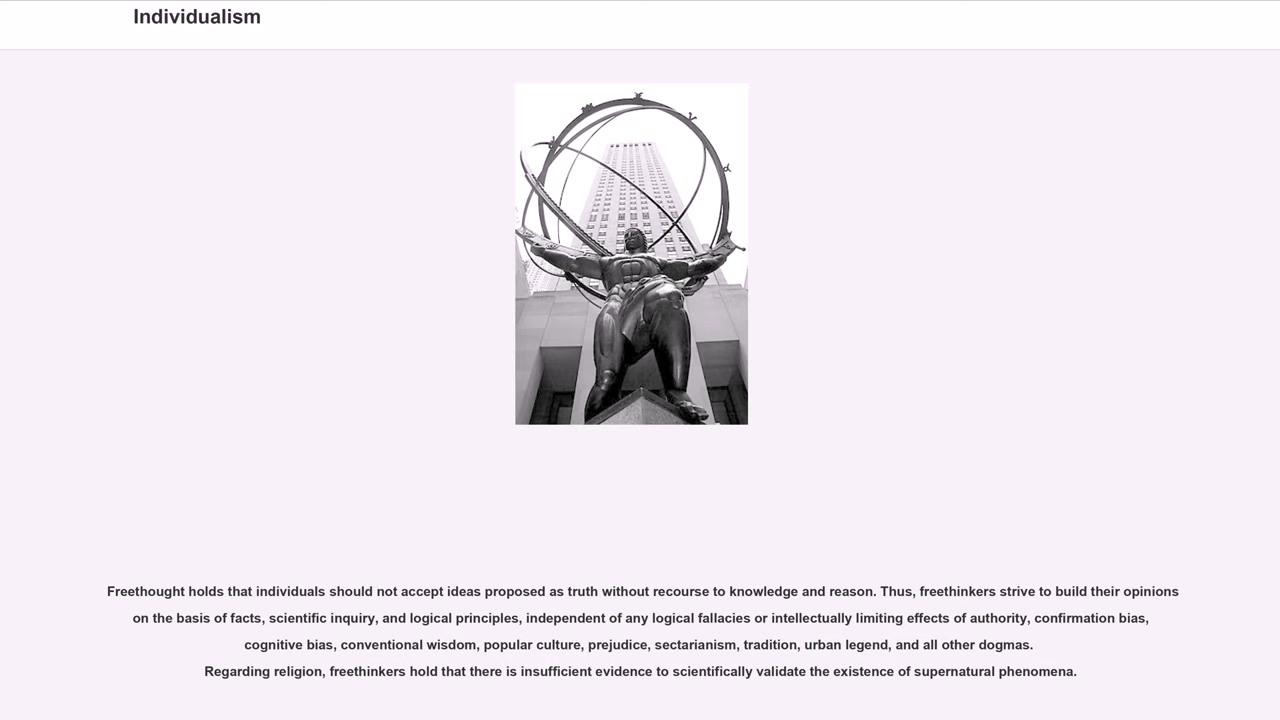 Individualism
Freethought holds that individuals should not accept ideas proposed as truth without recourse to knowledge and reason. Thus, freethinkers strive to build their opinions
on the basis of facts, scientific inquiry, and logical principles, independent of any logical fallacies or intellectually limiting effects of authority, confirmation bias,
cognitive bias, conventional wisdom, popular culture, prejudice, sectarianism, tradition, urban legend, and all other dogmas.
Regarding religion, freethinkers hold that there is insufficient evidence to scientifically validate the existence of supernatural phenomena.